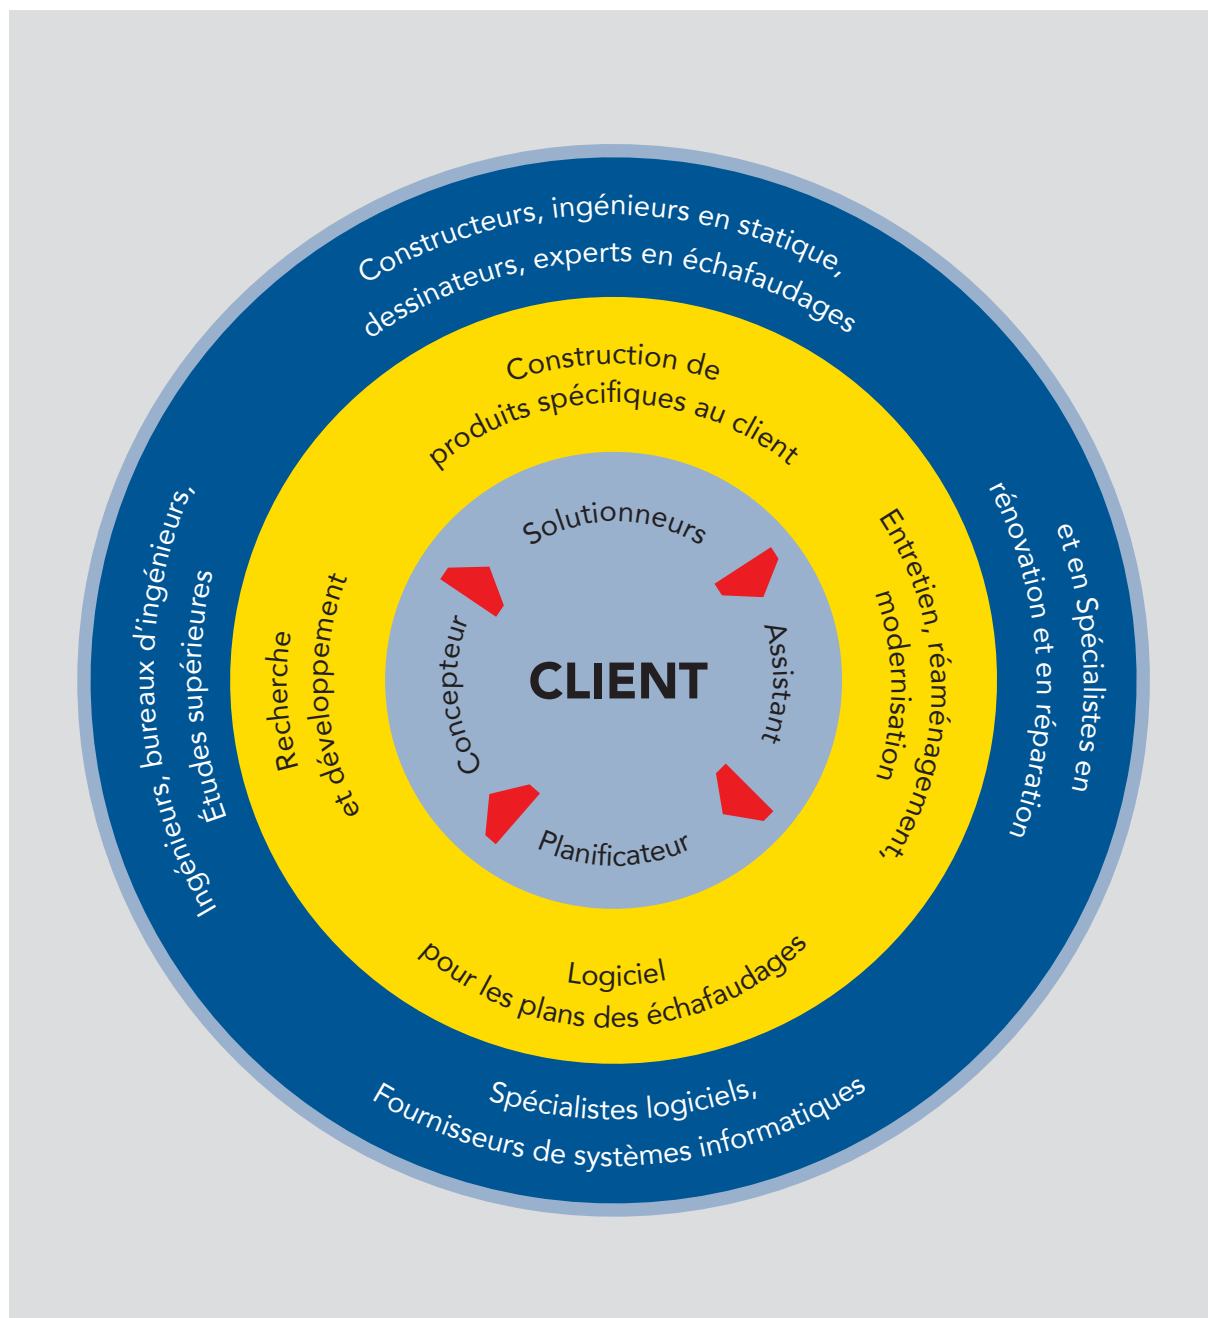 Constructeurs, ingénieurs en statique,
dessinateurs, experts en échafaudages
Construction de
produits spécifiques au client
Solutionneurs
Ingénieurs, bureaux d'ingénieurs,
Études supérieures
Recherche
et développement
Concepteur
CLIENT
Assistant
Entretien, réaménagement,
modernisation
et en Spécialistes en
rénovation et en réparation
Planificateur
Logiciel
pour les plans des échafaudages
Spécialistes logiciels,
Fournisseurs de systèmes informatiques